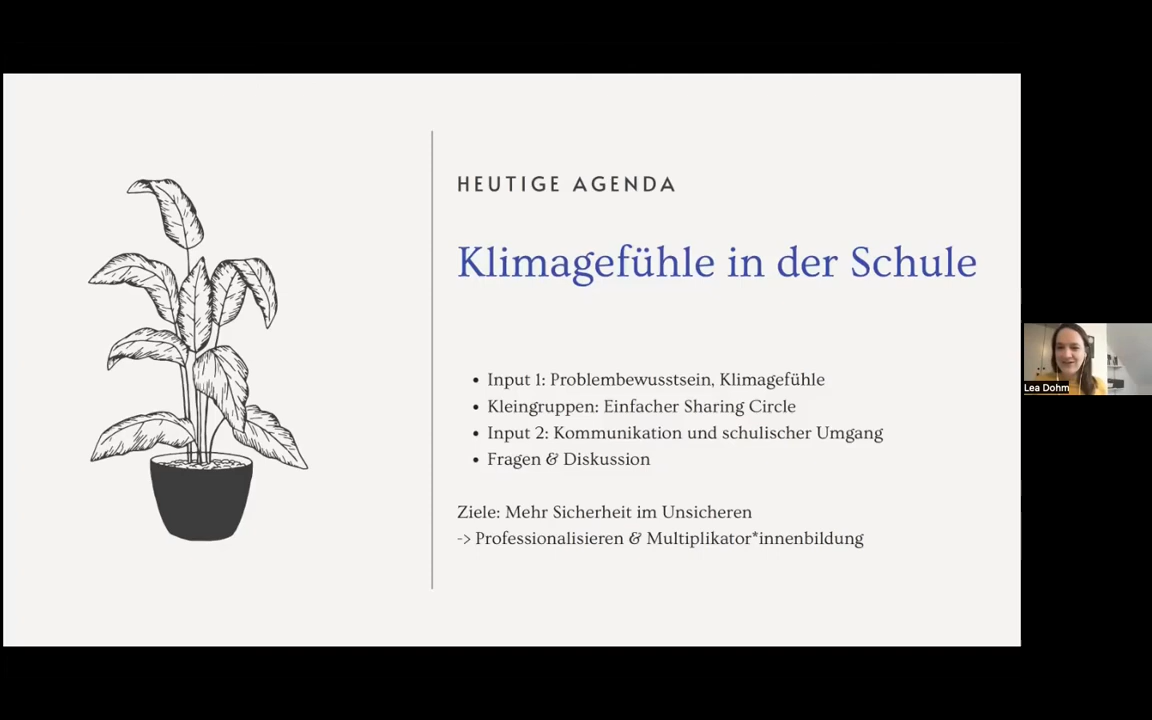 HEUTIGE AGENDA
Klimagefühle in der Schule
• Input 1: Problembewusstsein, Klimagefühle
• Kleingruppen: Einfacher Sharing Circle
• Input 2: Kommunikation und schulischer Umgang
• Fragen & Diskussion
Ziele: Mehr Sicherheit im Unsicheren
-> Professionalisieren & Multiplikator*innenbildung
Lea Dohm